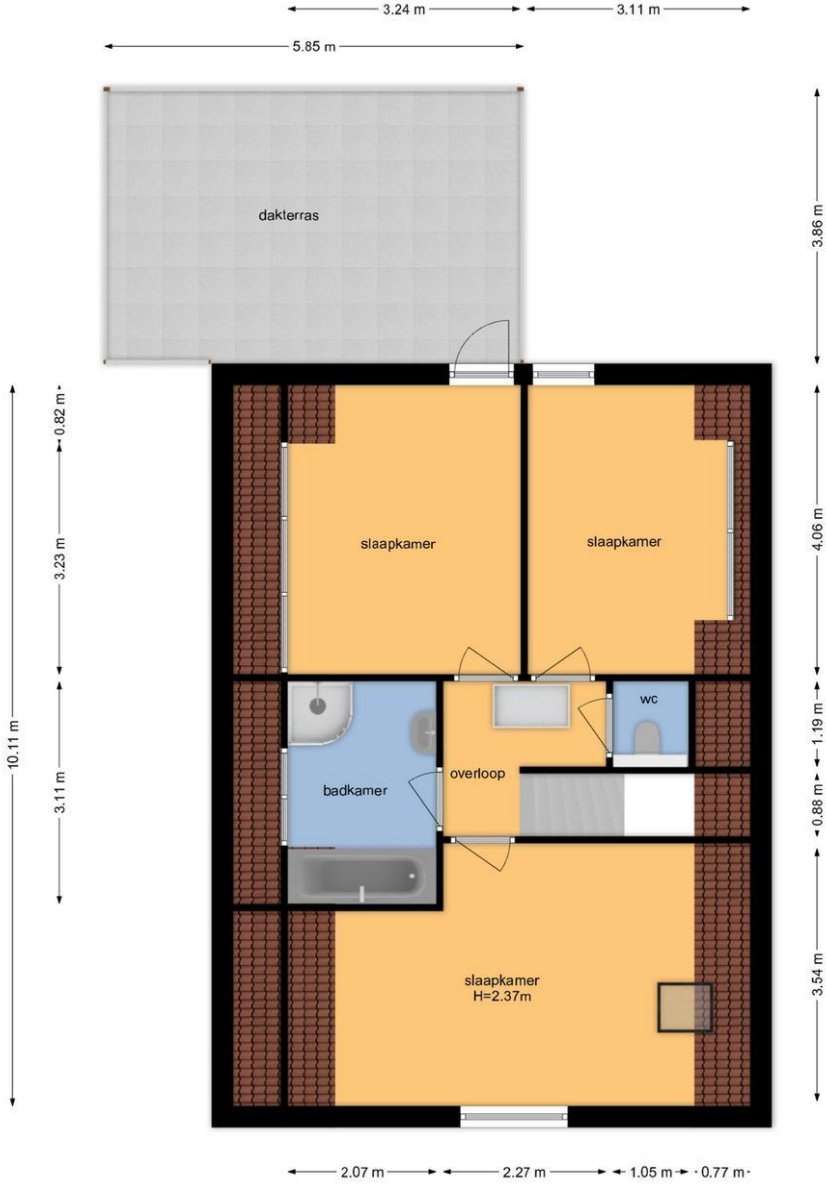 3.24 m
3.11 m
5.85 m
dakterras
3.86 m
0.82 m
3.23 m
4.06 m
slaapkamer
slaapkamer
10.11 m
3.11 m
badkamer
overloop
wc
1.19 m
0.88 m
slaapkamer
H=2.37m
3.54 m
2.07 m
2.27 m
1.05 m
0.77 m